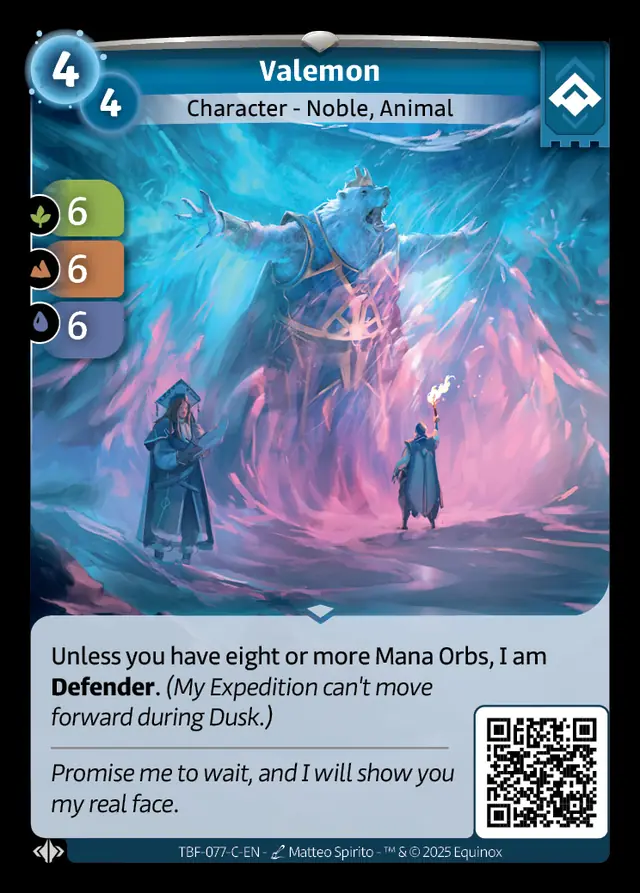 4
4
Valemon
Character - Noble, Animal
6
6
6
Unless you have eight or more Mana Orbs, I am
Defender. (My Expedition can't move
forward during Dusk.)
Promise me to wait, and I will show you
my real face.
TBF-077-C-EN - Matteo Spirito - ™ & © 2025 Equinox